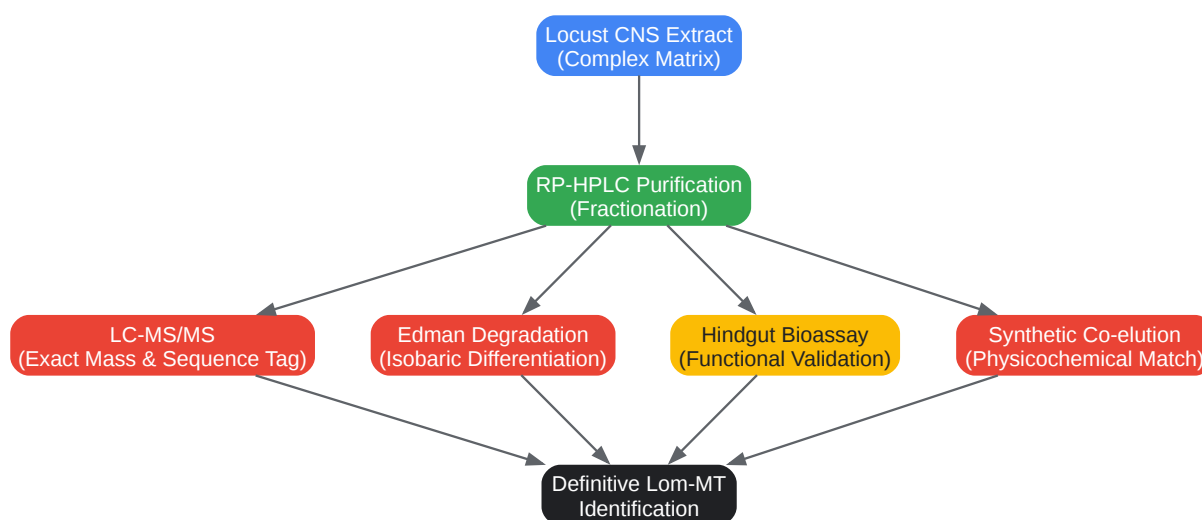 Locust CNS Extract
(Complex Matrix)
RP-HPLC Purification
(Fractionation)
LC-MS/MS
(Exact Mass & Sequence Tag)
Edman Degradation
(Isobaric Differentiation)
Hindgut Bioassay
(Functional Validation)
Synthetic Co-elution
(Physicochemical Match)
Definitive Lom-MT
Identification